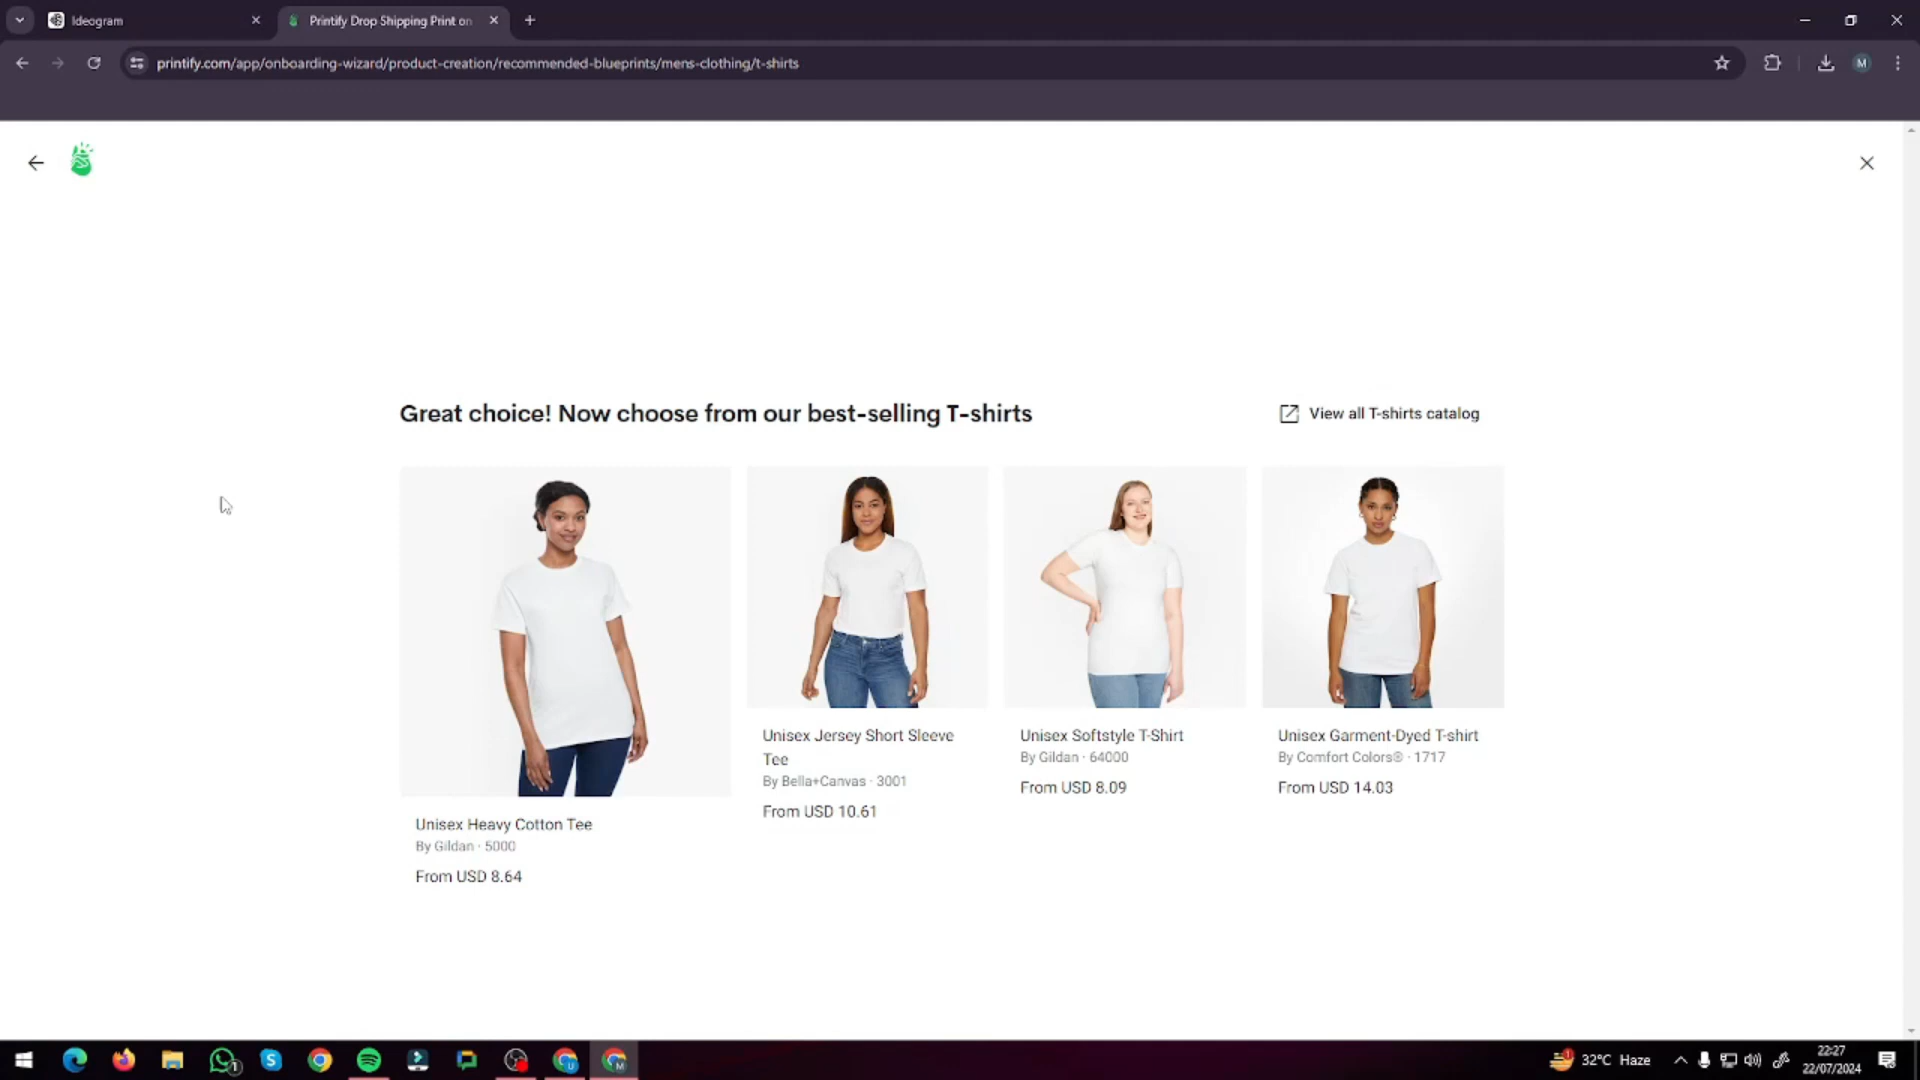 Ideogram
Printify Drop Shipping Print on
printify.com/app/onboarding-wizard/product-creation/recommended-blueprints/mens-clothing/t-shirts
M
Great choice! Now choose from our best-selling T-shirts
View all T-shirts catalog
Unisex Heavy Cotton Tee
By Gildan · 5000
From USD 8.64
Unisex Jersey Short Sleeve
Tee
By Bella+Canvas · 3001
From USD 10.61
Unisex Softstyle T-Shirt
By Gildan · 64000
From USD 8.09
Unisex Garment-Dyed T-shirt
By Comfort Colors® · 1717
From USD 14.03
32°C Haze
22:27
22/07/2024